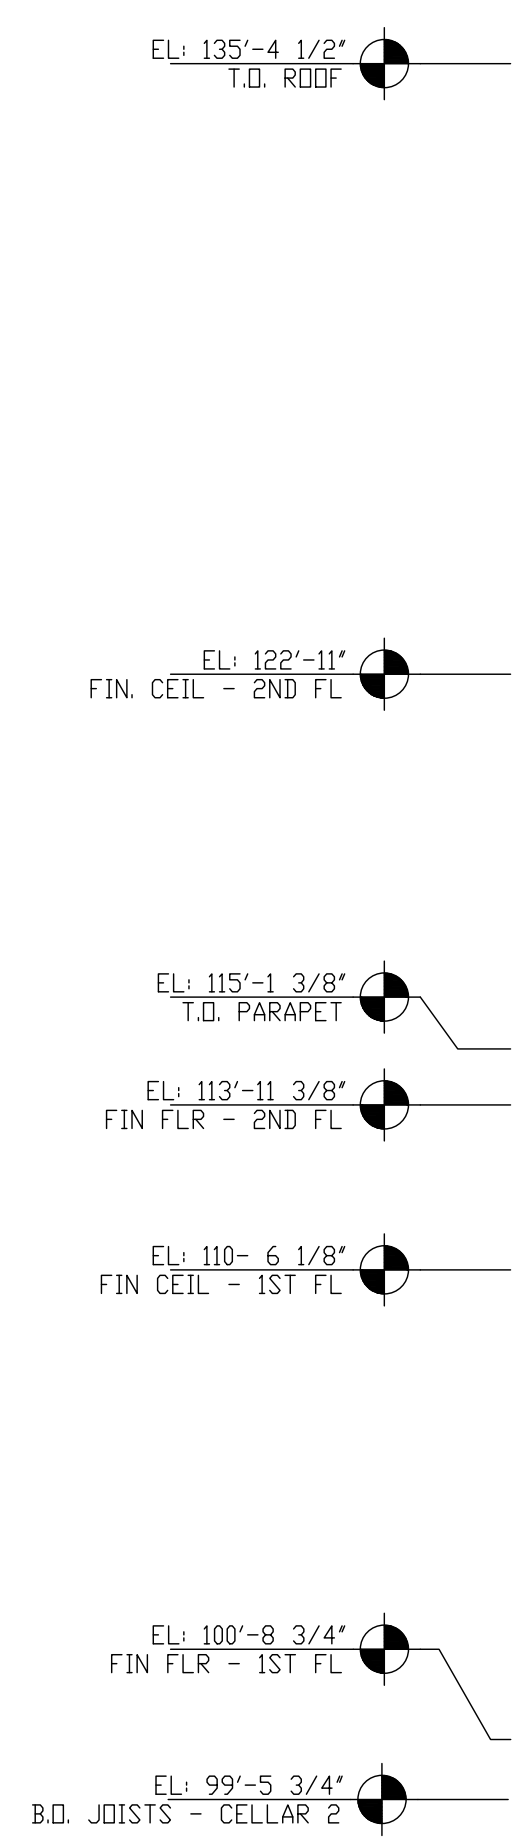 EL: 135'-4 1/2"
T.O. ROOF
EL: 122'-11"
FIN. CEIL - 2ND FL
EL: 115'-1 3/8"
T.O. PARAPET
EL: 113'-11 3/8"
FIN FLR - 2ND FL
EL: 110- 6 1/8"
FIN CEIL - 1ST FL
EL: 100'-8 3/4"
FIN FLR - 1ST FL
EL: 99'-5 3/4"
B.O. JOISTS - CELLAR 2